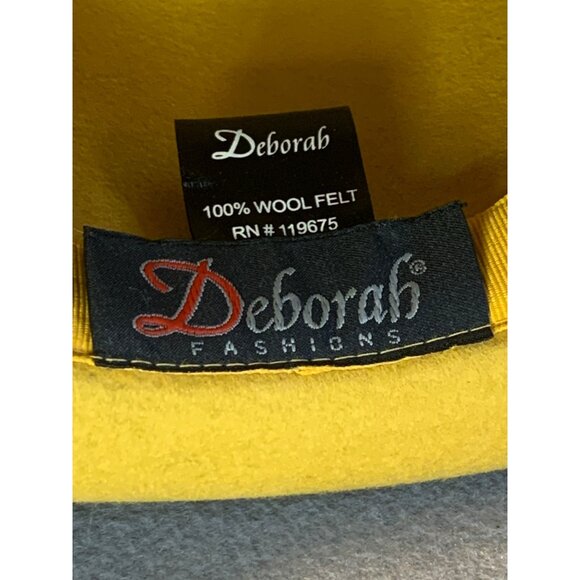 Deborah
100% WOOL FELT
RN # 119675
Deborah®
FASHIONS